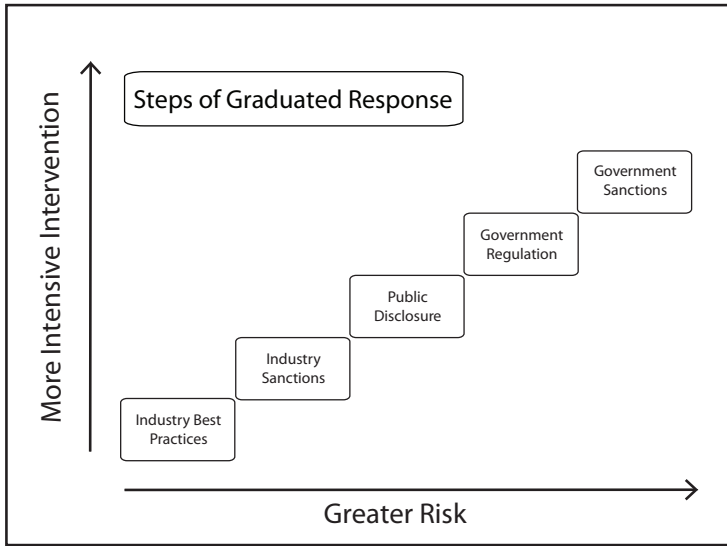 Steps of Graduated Response
More Intensive Intervention
Government
Sanctions
Government
Regulation
Public
Disclosure
Industry
Sanctions
Industry Best
Practices
Greater Risk